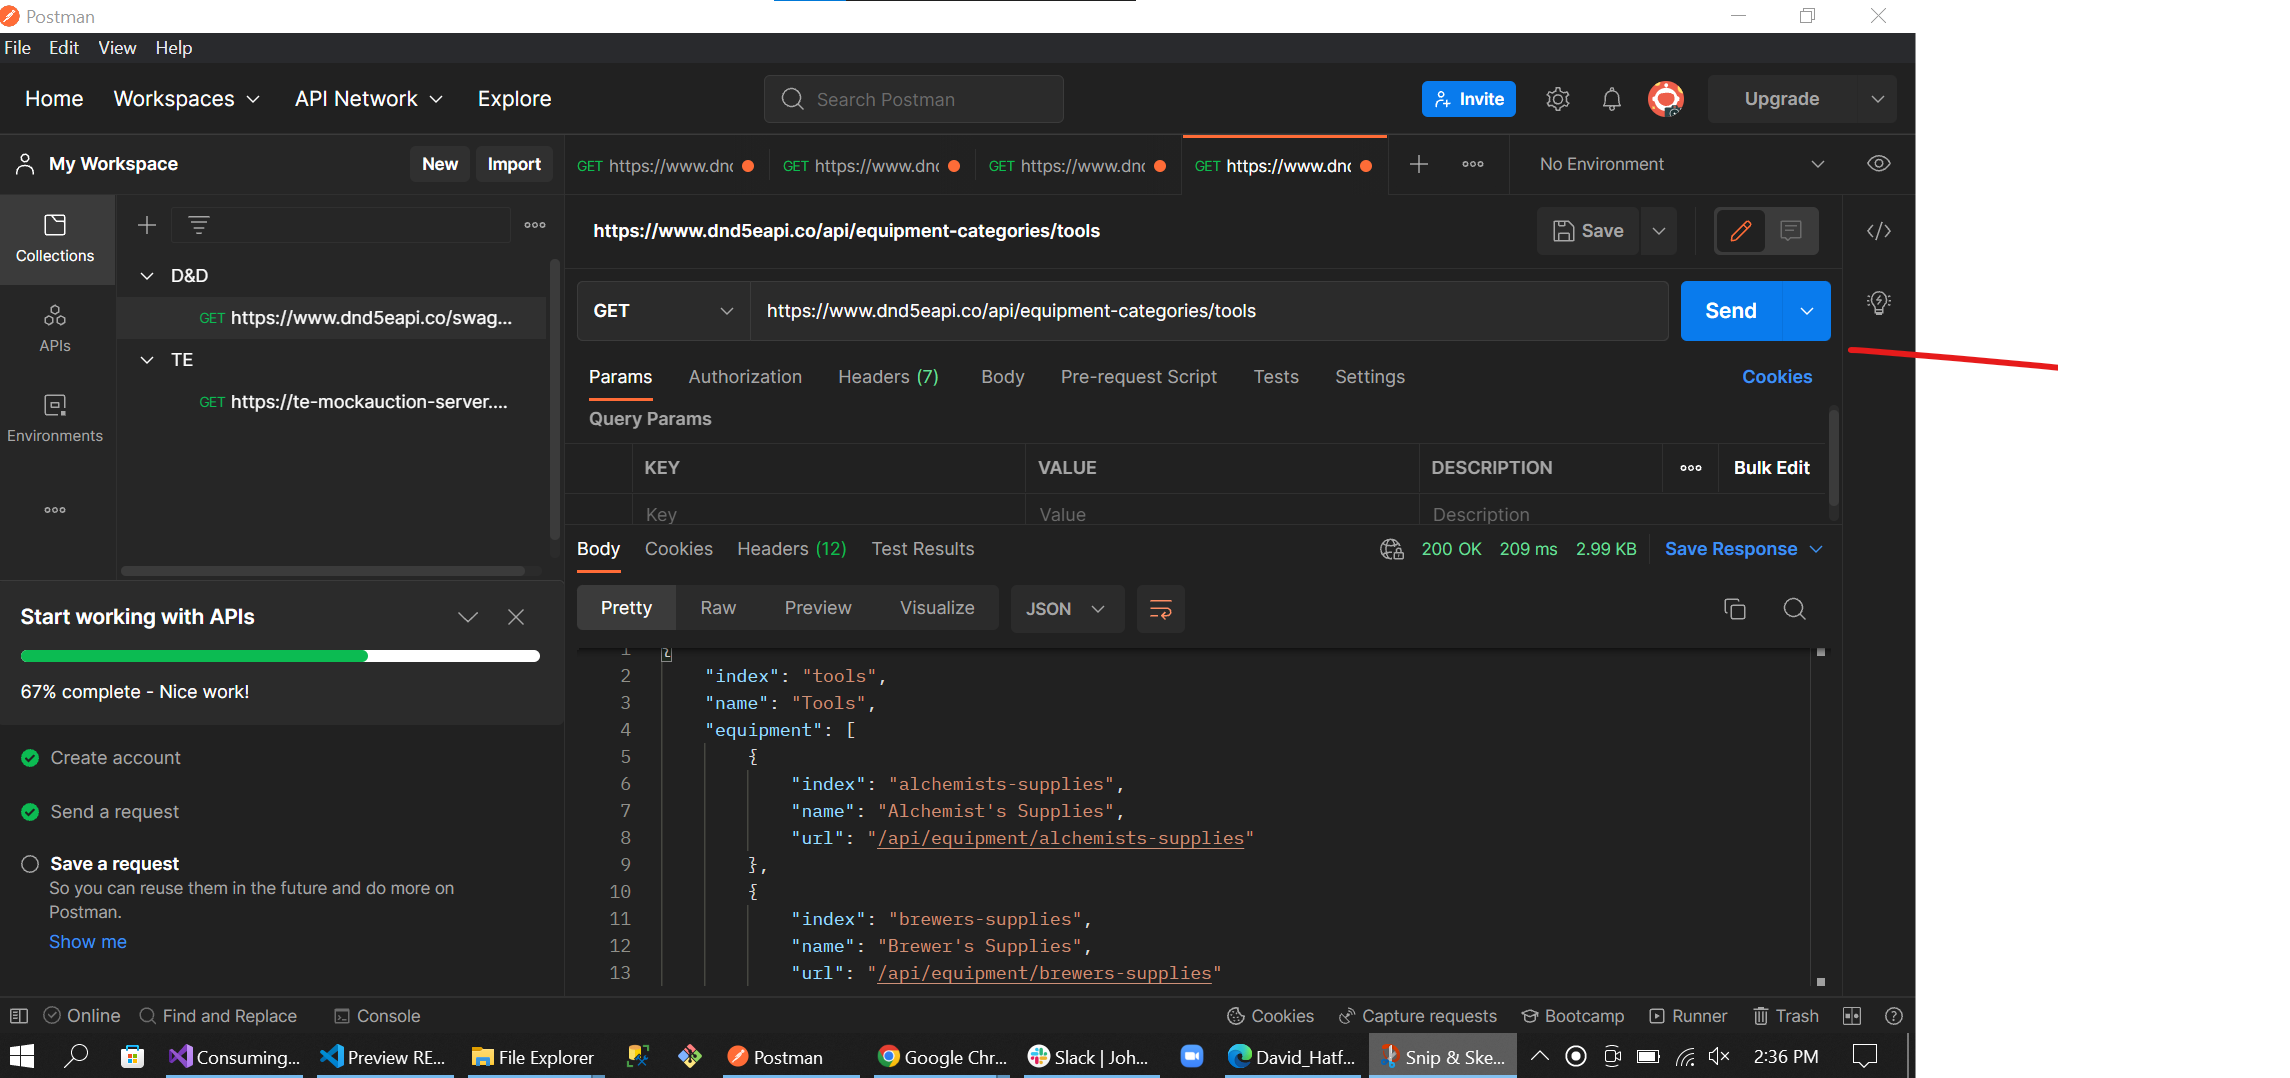 Postman
File Edit View Help
Home Workspaces API Network Explore Search Postman Invite Upgrade
My Workspace New Import GET https://www.dnc GET https://www.dnc GET https://www.dnc GET https://www.dnc No Environment
Collections
APIs
Environments
D&D
GET https://www.dnd5eapi.co/swag...
TE
GET https://te-mockauction-server....
https://www.dnd5eapi.co/api/equipment-categories/tools Save
GET https://www.dnd5eapi.co/api/equipment-categories/tools Send
Params Authorization Headers (7) Body Pre-request Script Tests Settings Cookies
Query Params
KEY VALUE DESCRIPTION Bulk Edit
Key Value Description
Body Cookies Headers (12) Test Results 200 OK 209 ms 2.99 KB Save Response
Pretty Raw Preview Visualize JSON
1 {
2 "index": "tools",
3 "name": "Tools",
4 "equipment": [
5 {
6 "index": "alchemists-supplies",
7 "name": "Alchemist's Supplies",
8 "url": "/api/equipment/alchemists-supplies"
9 },
10 {
11 "index": "brewers-supplies",
12 "name": "Brewer's Supplies",
13 "url": "/api/equipment/brewers-supplies"
Start working with APIs
67% complete - Nice work!
Create account
Send a request
Save a request
So you can reuse them in the future and do more on
Postman.
Show me
Online Find and Replace Console Cookies Capture requests Bootcamp Runner Trash
Consuming... Preview RE... File Explorer Postman Google Chr... Slack | Joh... David_Hatf... Snip & Ske... 2:36 PM